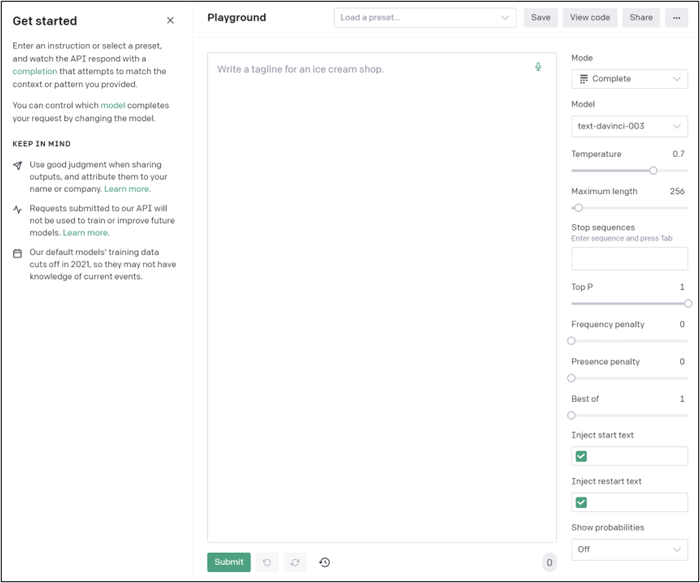 Get started
Enter an instruction or select a preset,
and watch the API respond with a
completion that attempts to match the
context or pattern you provided.
You can control which model completes
your request by changing the model.
KEEP IN MIND
Use good judgment when sharing
outputs, and attribute them to your
name or company. Learn more.
Requests submitted to our API will
not be used to train or improve future
models. Learn more.
Our default models' training data
cuts off in 2021, so they may not have
knowledge of current events.
Playground
Load a preset...
Save
View code
Share
...
Write a tagline for an ice cream shop.
Submit
0
Mode
Complete
Model
text-davinci-003
Temperature 0.7
Maximum length 256
Stop sequences
Enter sequence and press Tab
Top P 1
Frequency penalty 0
Presence penalty 0
Best of 1
Inject start text
Inject restart text
Show probabilities
Off